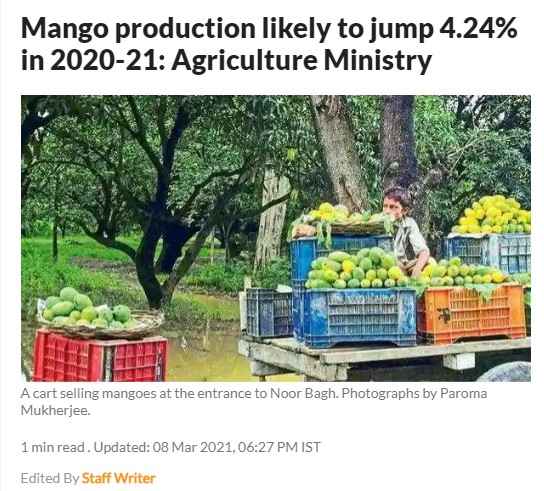 Mango production likely to jump 4.24%
in 2020-21: Agriculture Ministry
A cart selling mangoes at the entrance to Noor Bagh. Photographs by Paroma
Mukherjee.
1 min read . Updated: 08 Mar 2021, 06:27 PM IST
Edited By Staff Writer